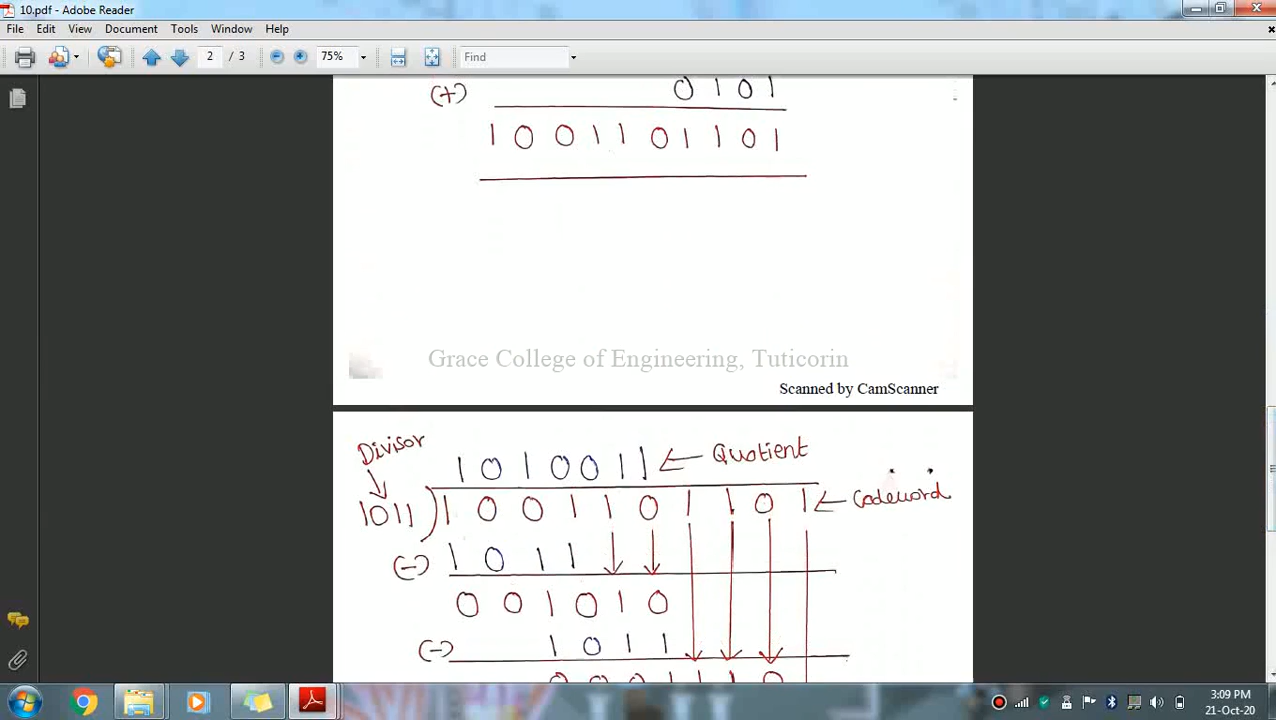 10.pdf - Adobe Reader
File Edit View Document Tools Window Help
2 / 3 75% Find
(+) 0 1 0 1
1 0 0 1 1 0 1 1 0 1
Grace College of Engineering, Tuticorin
Scanned by CamScanner
Divisor
1 0 1 0 0 1 1 ← Quotient
1011 ) 1 0 0 1 1 0 1 1 0 1 ← Codeword
(-) 1 0 1 1
0 0 1 0 1 0
(-) 1 0 1 1
0 0 0 1 1 1 0
3:09 PM
21-Oct-20